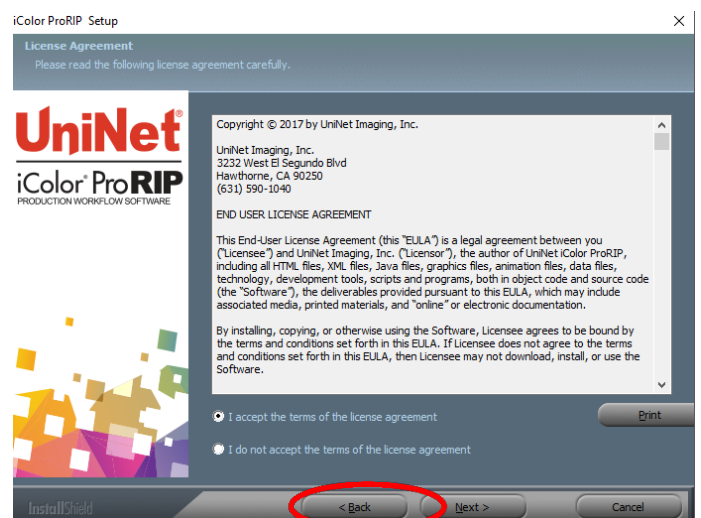 iColor ProRIP Setup
License Agreement
Please read the following license agreement carefully.
UniNet®
iColor® ProRIP
PRODUCTION WORKFLOW SOFTWARE
Copyright © 2017 by UniNet Imaging, Inc.
UniNet Imaging, Inc.
3232 West El Segundo Blvd
Hawthorne, CA 90250
(631) 590-1040
END USER LICENSE AGREEMENT
This End-User License Agreement (this "EULA") is a legal agreement between you
("Licensee") and UniNet Imaging, Inc. ("Licensor"), the author of UniNet iColor ProRIP,
including all HTML files, XML files, Java files, graphics files, animation files, data files,
technology, development tools, scripts and programs, both in object code and source code
(the "Software"), the deliverables provided pursuant to this EULA, which may include
associated media, printed materials, and "online" or electronic documentation.
By installing, copying, or otherwise using the Software, Licensee agrees to be bound by
the terms and conditions set forth in this EULA. If Licensee does not agree to the terms
and conditions set forth in this EULA, then Licensee may not download, install, or use the
Software.
I accept the terms of the license agreement
Print
I do not accept the terms of the license agreement
InstallShield
< Back
Next >
Cancel